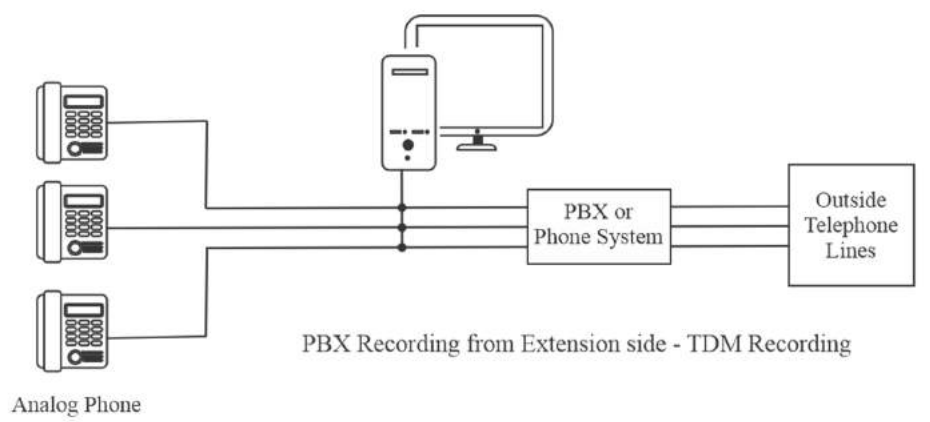 PBX or
Phone System
Outside
Telephone
Lines
PBX Recording from Extension side - TDM Recording
Analog Phone